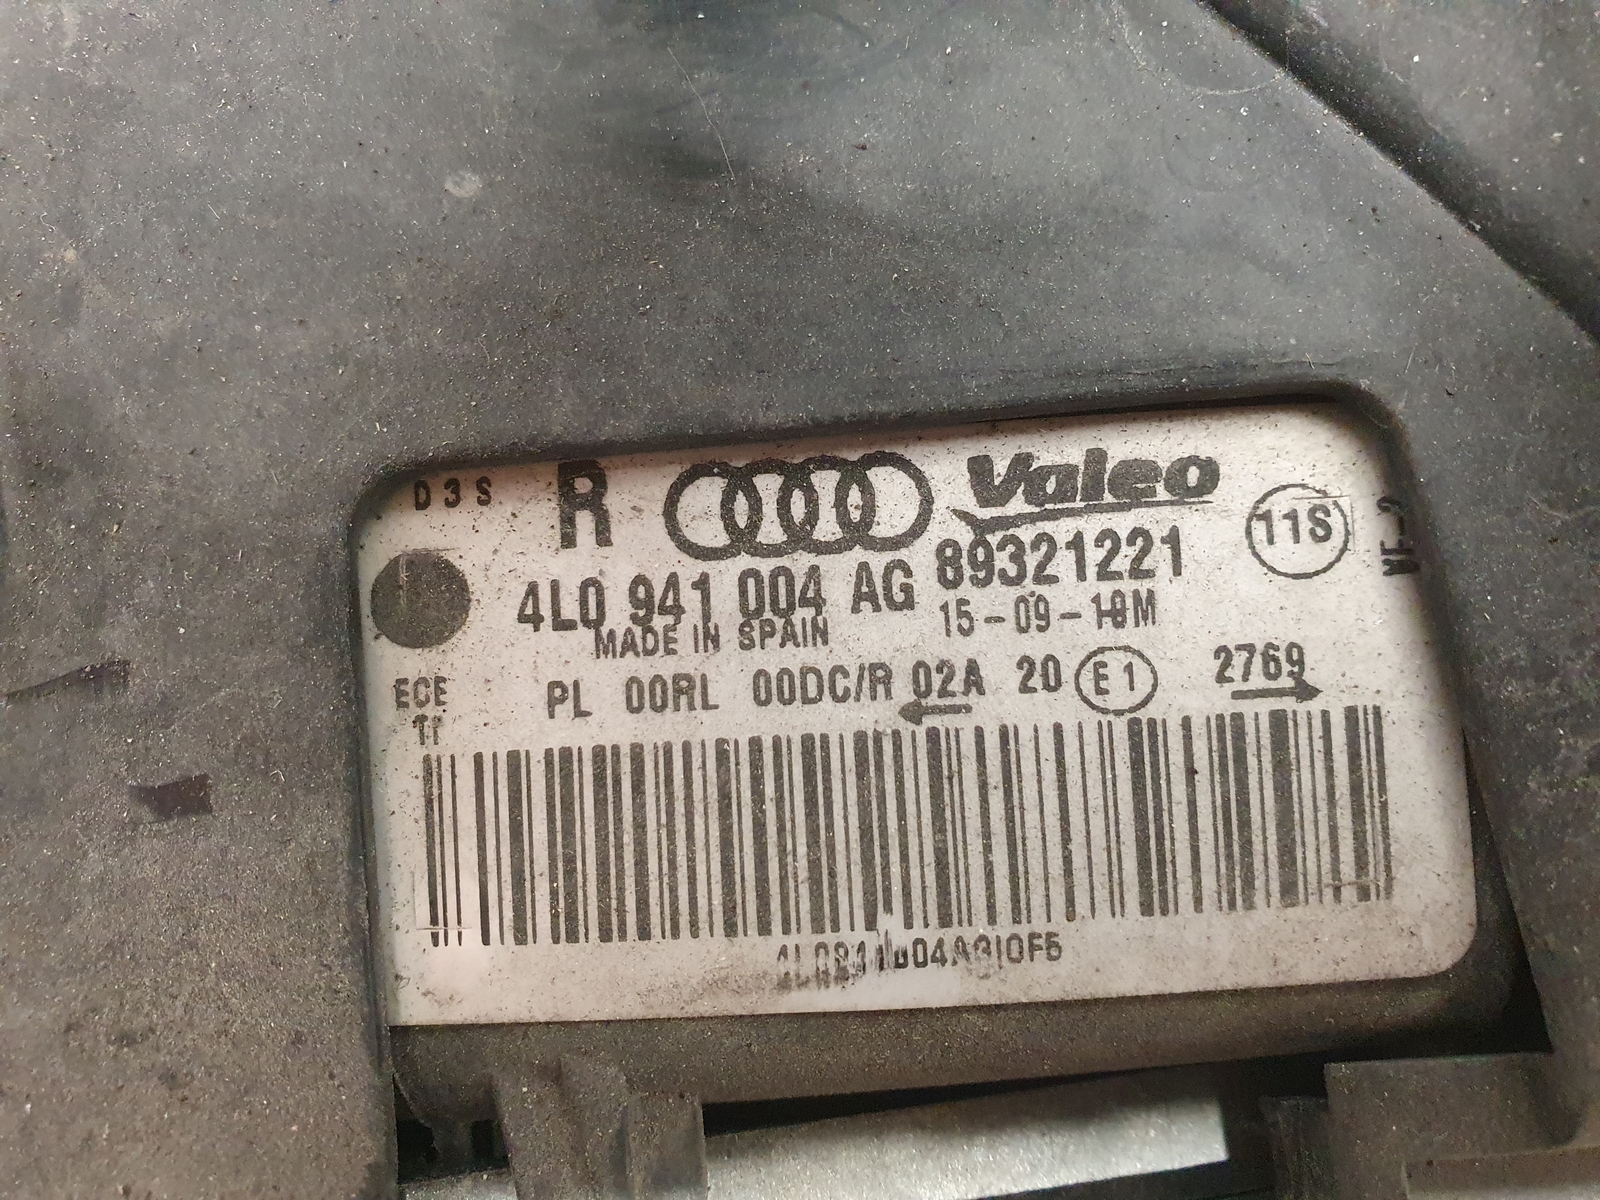 D3S R Valeo
11S
4L0 941 004 AG 89321221
MADE IN SPAIN 15-09-10M
ECE PL 00RL 00DC/R 02A 20 E1 2769